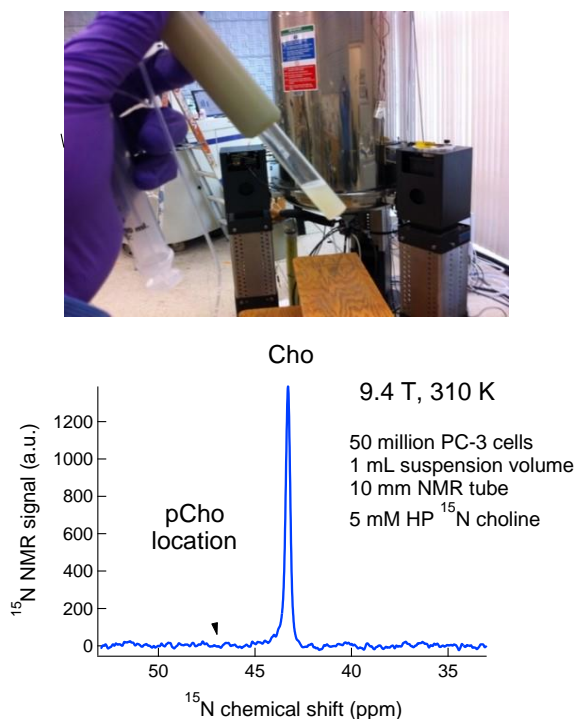 Cho
9.4 T, 310 K
50 million PC-3 cells
1 mL suspension volume
10 mm NMR tube
5 mM HP ¹⁵N choline
pCho
location
¹⁵N NMR signal (a.u.)
1200
1000
800
600
400
200
0
50 45 40 35
¹⁵N chemical shift (ppm)